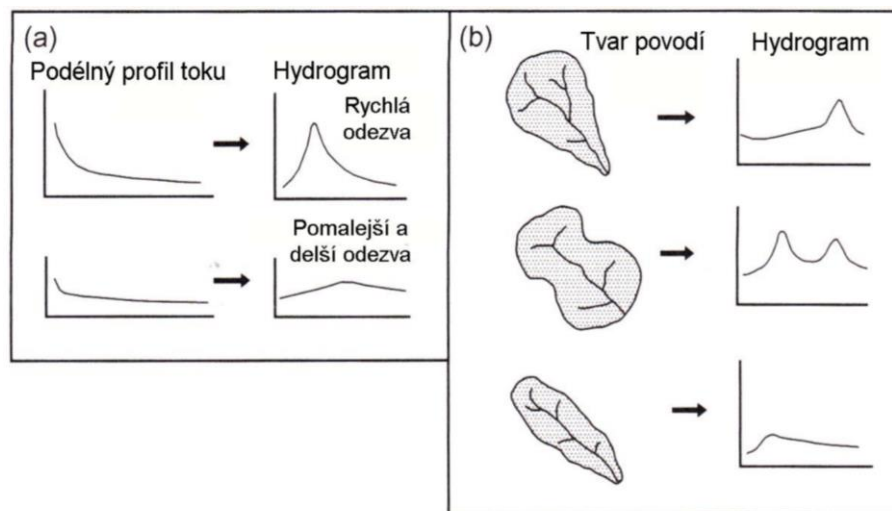 (a)
Podélný profil toku
Hydrogram
Rychlá
odezva
Pomalejší a
delší odezva
(b)
Tvar povodí
Hydrogram